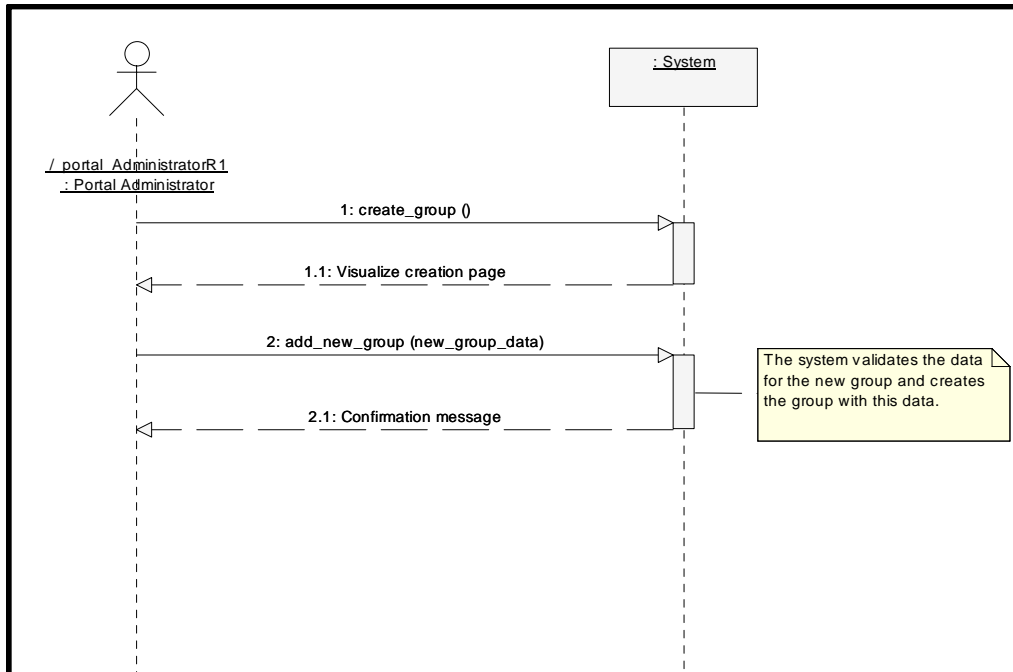 : System
/ portal_AdministratorR1
: Portal Administrator
1: create_group ()
1.1: Visualize creation page
2: add_new_group (new_group_data)
The system validates the data
for the new group and creates
the group with this data.
2.1: Confirmation message